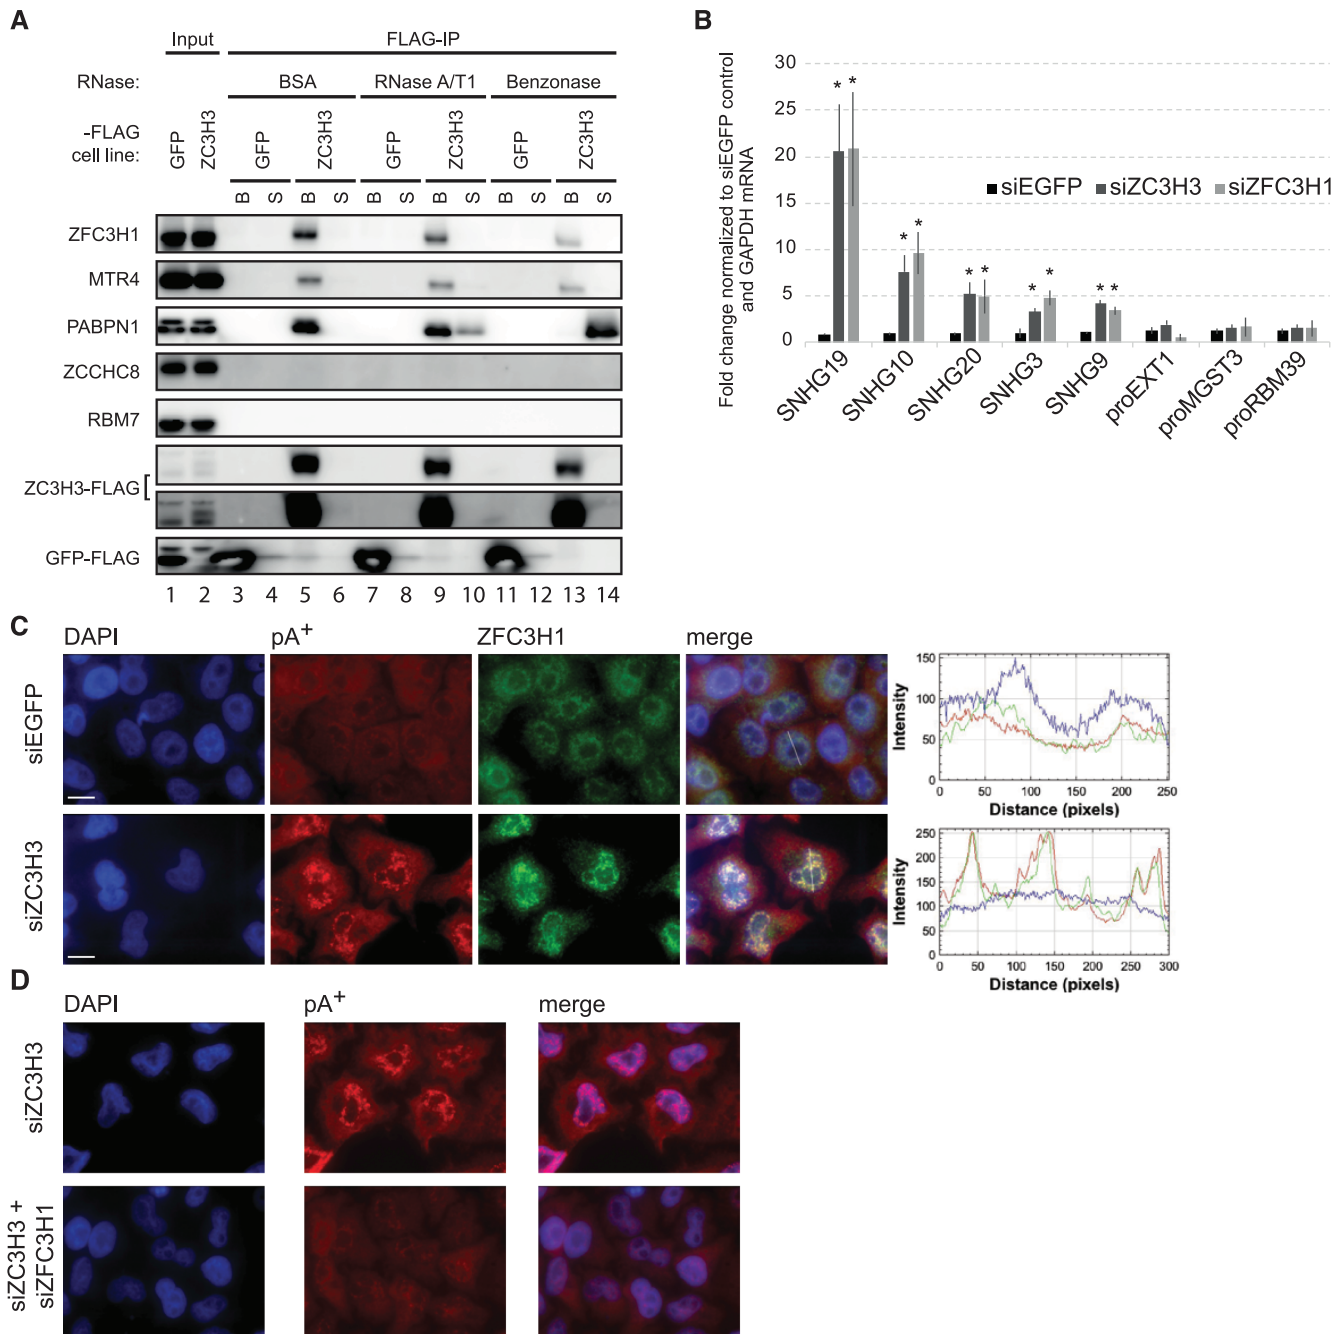 A
Input FLAG-IP
RNase: BSA RNase A/T1 Benzonase
-FLAG
cell line: GFP ZC3H3 GFP ZC3H3 GFP ZC3H3 GFP ZC3H3
B S B S B S B S B S B S
ZFC3H1
MTR4
PABPN1
ZCCHC8
RBM7
ZC3H3-FLAG [
GFP-FLAG
1 2 3 4 5 6 7 8 9 10 11 12 13 14
B
Fold change normalized to siEGFP control
and GAPDH mRNA
30
25
20
15
10
5
0
* * * * * * * * * *
siEGFP siZC3H3 siZFC3H1
SNHG19 SNHG10 SNHG20 SNHG3 SNHG9 proEXT1 proMGST3 proRBM39
C
DAPI pA+ ZFC3H1 merge
siEGFP
Intensity
150
100
50
0
0 50 100 150 200 250
Distance (pixels)
siZC3H3
Intensity
250
200
150
100
50
0
0 50 100 150 200 250 300
Distance (pixels)
D
DAPI pA+ merge
siZC3H3
siZC3H3 +
siZFC3H1